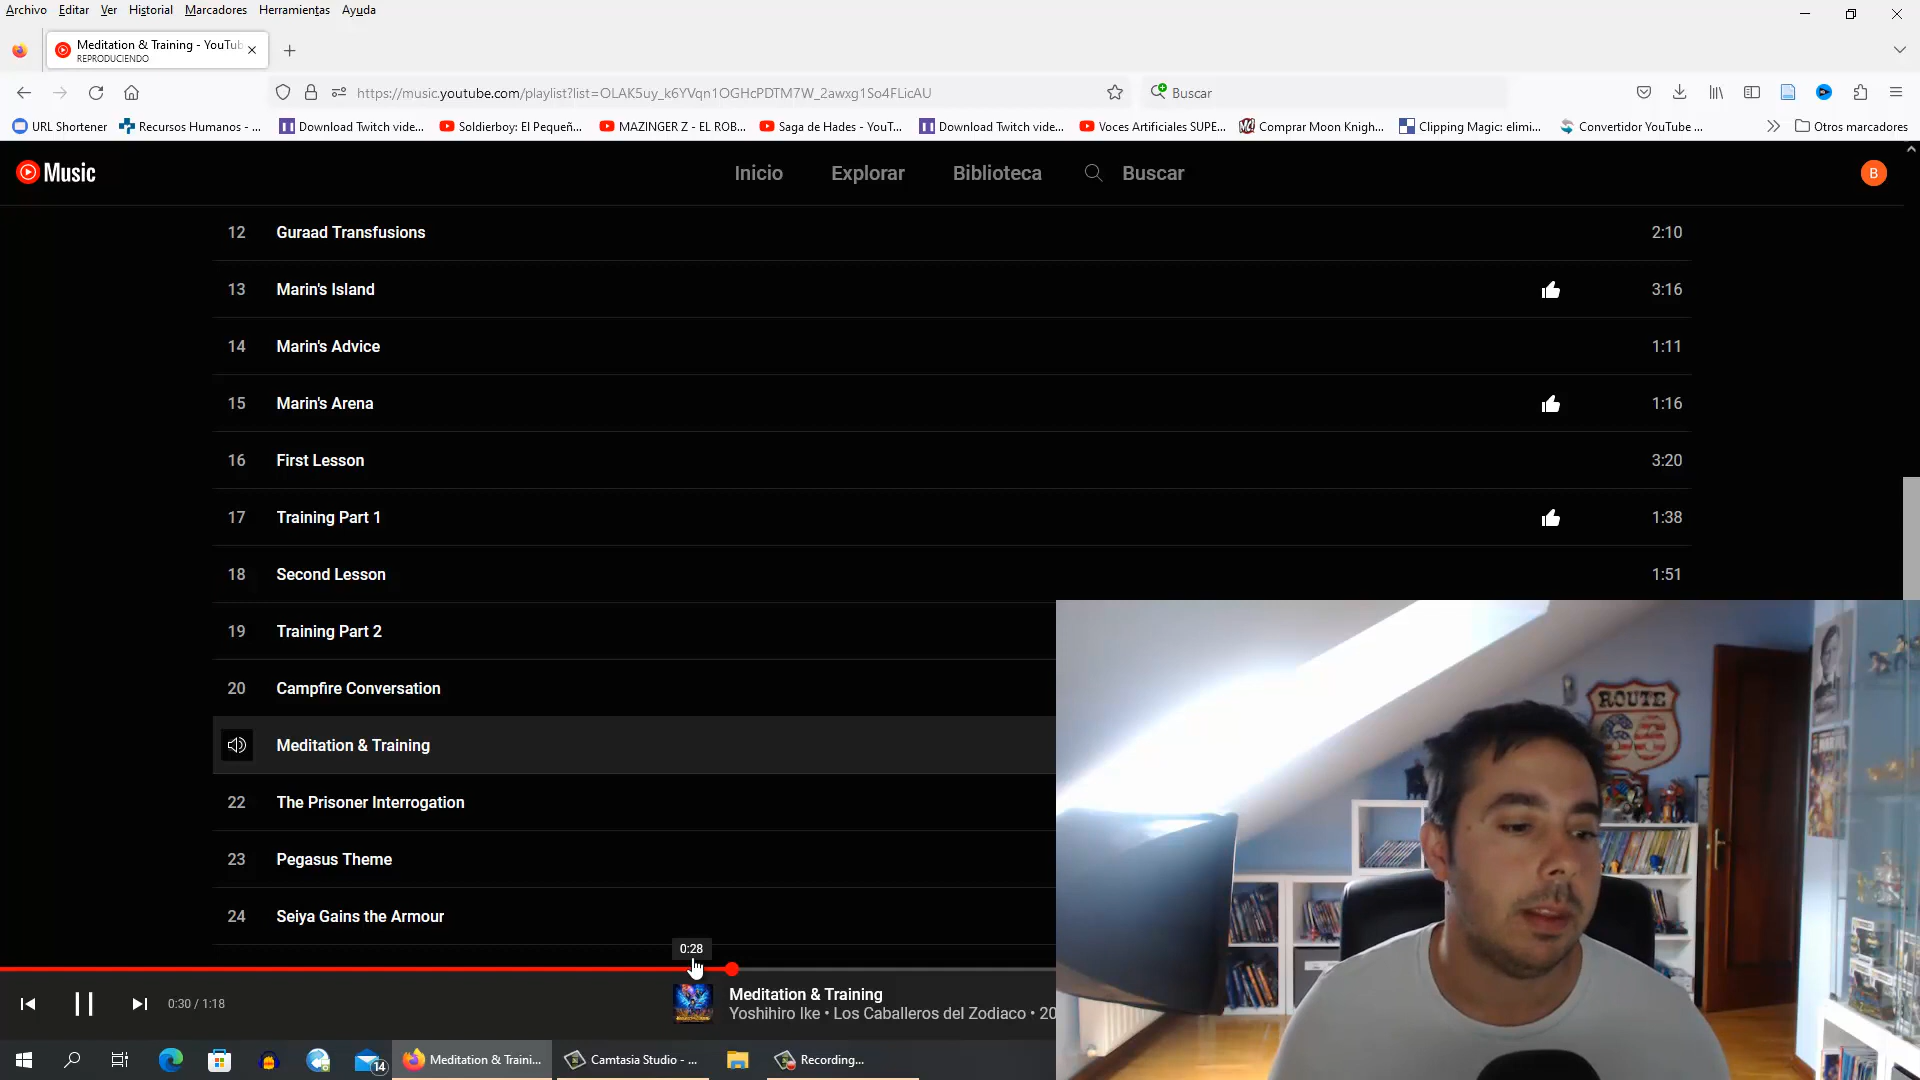 Archivo Editar Ver Historial Marcadores Herramientas Ayuda
Meditation & Training - YouTub
REPRODUCIENDO
https://music.youtube.com/playlist?list=OLAK5uy_k6YVqn1OGHcPDTM7W_2awxg1So4FLicAU
Buscar
URL Shortener Recursos Humanos - ... Download Twitch vide... Soldierboy: El Pequeñ... MAZINGER Z - EL ROB... Saga de Hades - YouT... Download Twitch vide... Voces Artificiales SUPE... Comprar Moon Knigh... Clipping Magic: elimi... Convertidor YouTube ... Otros marcadores
Music Inicio Explorar Biblioteca Buscar B
12 Guraad Transfusions 2:10
13 Marin's Island 3:16
14 Marin's Advice 1:11
15 Marin's Arena 1:16
16 First Lesson 3:20
17 Training Part 1 1:38
18 Second Lesson 1:51
19 Training Part 2
20 Campfire Conversation
Meditation & Training
22 The Prisoner Interrogation
23 Pegasus Theme
24 Seiya Gains the Armour
0:28
0:30 / 1:18
Meditation & Training
Yoshihiro Ike • Los Caballeros del Zodiaco • 20
ROUTE
66
14 Meditation & Traini... Camtasia Studio - ... Recording...